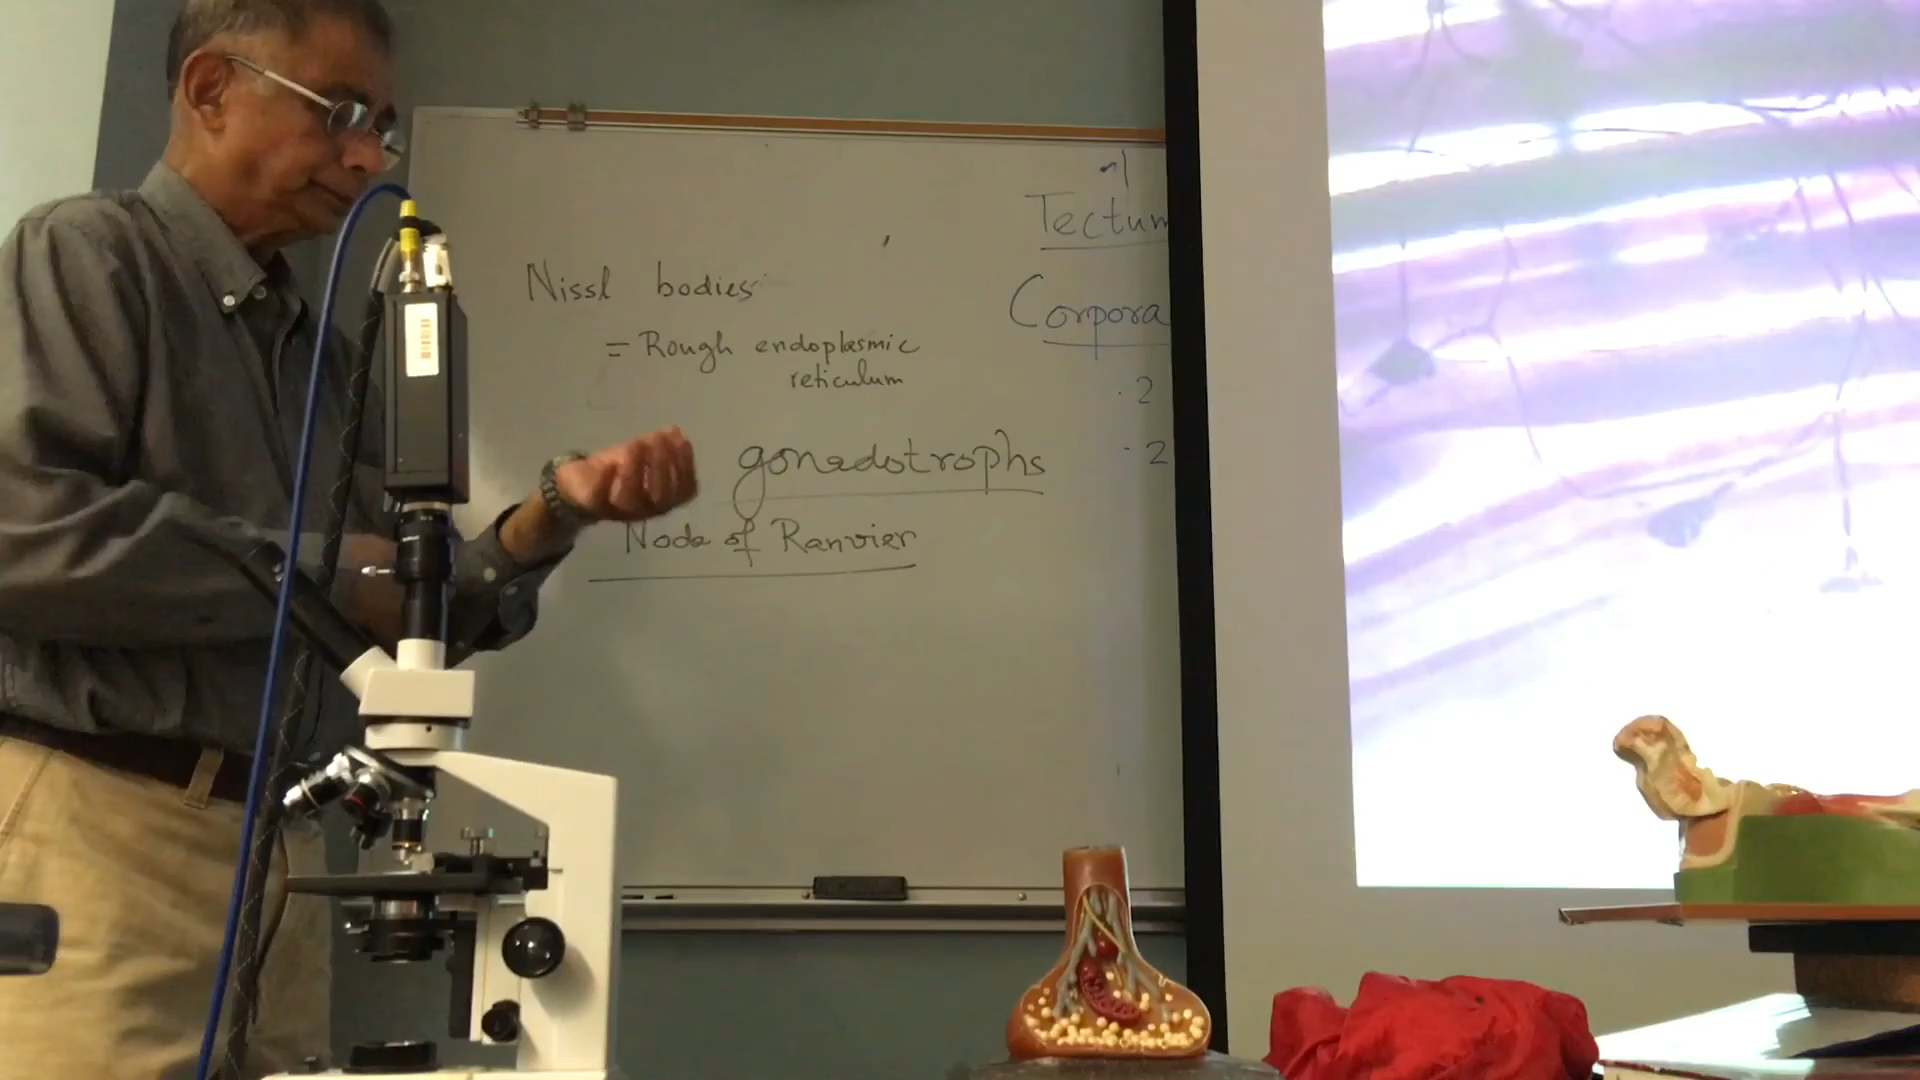 Nissl bodies
= Rough endoplasmic
reticulum
gonadotrophs
Node of Ranvier
Tectum
Corpora
· 2
· 2